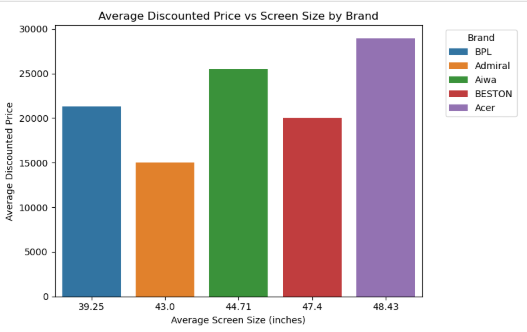 Average Discounted Price vs Screen Size by Brand
Brand
BPL
Admiral
Aiwa
BESTON
Acer
Average Discounted Price
30000
25000
20000
15000
10000
5000
0
39.25 43.0 44.71 47.4 48.43
Average Screen Size (inches)